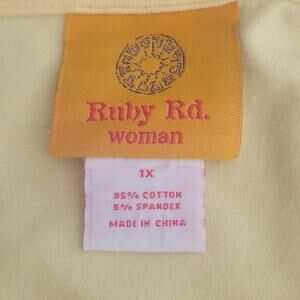 Ruby Rd.
woman
1X
95% COTTON
5% SPANDEX
MADE IN CHINA